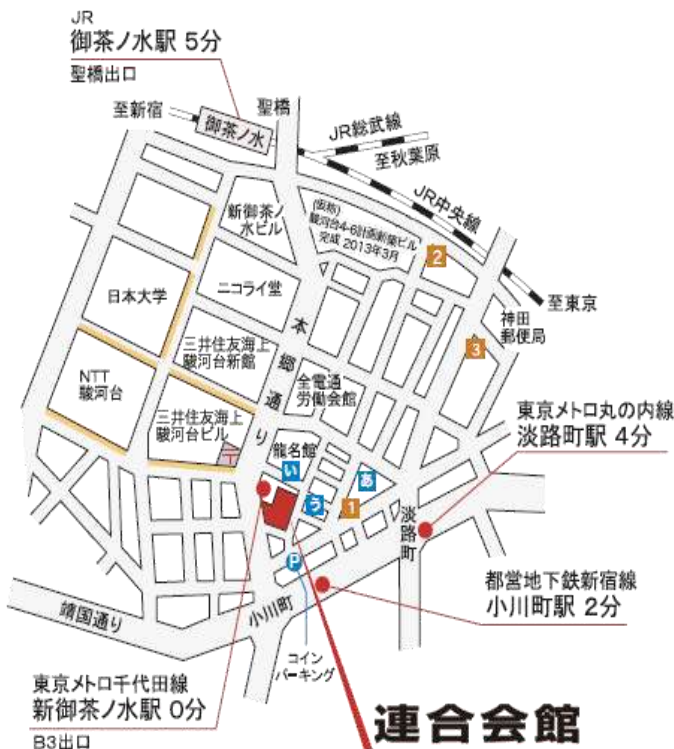 JR
御茶ノ水駅 5分
聖橋出口
聖橋
至新宿
御茶ノ水
JR総武線
至秋葉原
JR中央線
新御茶ノ
水ビル
(仮称)
駿河台4-6計画新築ビル
完成 2013年3月
2
至東京
日本大学
ニコライ堂
神田
郵便局
本郷通り
三井住友海上
駿河台新館
3
NTT
駿河台
全電通
労働会館
三井住友海上
駿河台ビル
〒
龍名館
い
あ
う
1
東京メトロ丸の内線
淡路町駅 4分
淡路町
P
都営地下鉄新宿線
小川町駅 2分
靖国通り
小川町
コイン
パーキング
東京メトロ千代田線
新御茶ノ水駅 0分
B3出口
連合会館